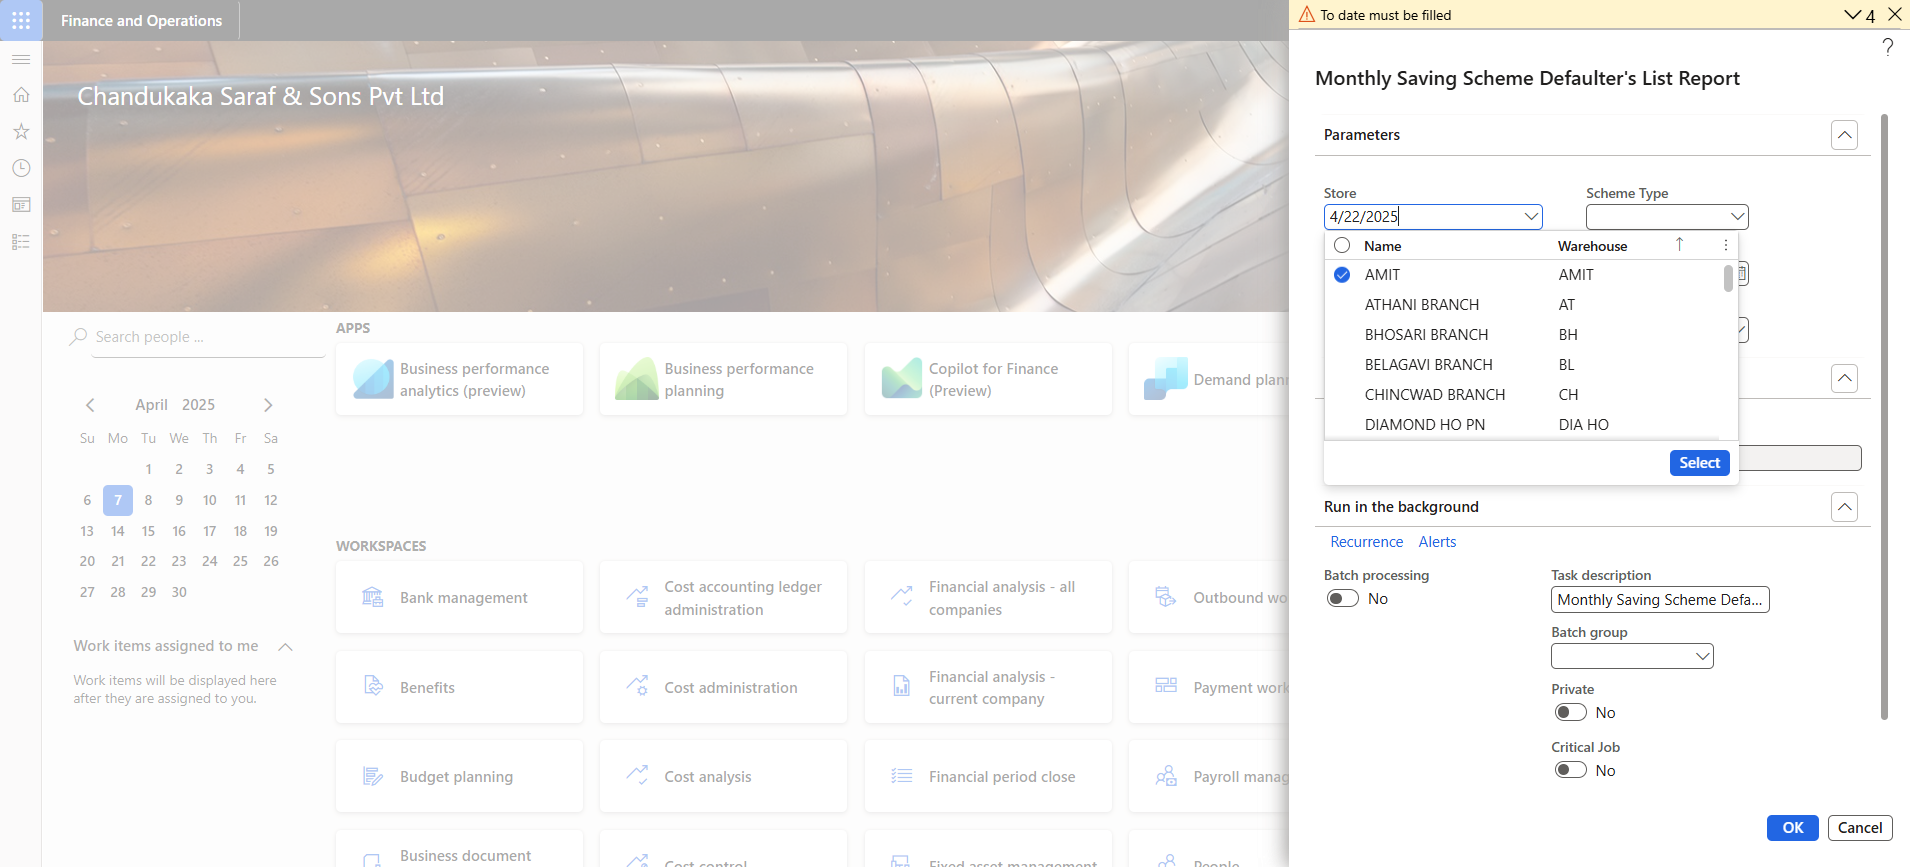 Finance and Operations
To date must be filled
4
?
Chandukaka Saraf & Sons Pvt Ltd
Search people ...
April 2025
Su Mo Tu We Th Fr Sa
1 2 3 4 5
6 7 8 9 10 11 12
13 14 15 16 17 18 19
20 21 22 23 24 25 26
27 28 29 30
Work items assigned to me
Work items will be displayed here
after they are assigned to you.
APPS
Business performance
analytics (preview)
Business performance
planning
Copilot for Finance
(Preview)
Demand plann
WORKSPACES
Bank management
Cost accounting ledger
administration
Financial analysis - all
companies
Outbound wo
Benefits
Cost administration
Financial analysis -
current company
Payment work
Budget planning
Cost analysis
Financial period close
Payroll manag
Business document
Cost control
Fixed asset management
People
Monthly Saving Scheme Defaulter's List Report
Parameters
Store
4/22/2025
Scheme Type
Name Warehouse
AMIT AMIT
ATHANI BRANCH AT
BHOSARI BRANCH BH
BELAGAVI BRANCH BL
CHINCWAD BRANCH CH
DIAMOND HO PN DIA HO
Select
Run in the background
Recurrence Alerts
Batch processing
No
Task description
Monthly Saving Scheme Defa...
Batch group
Private
No
Critical Job
No
OK Cancel